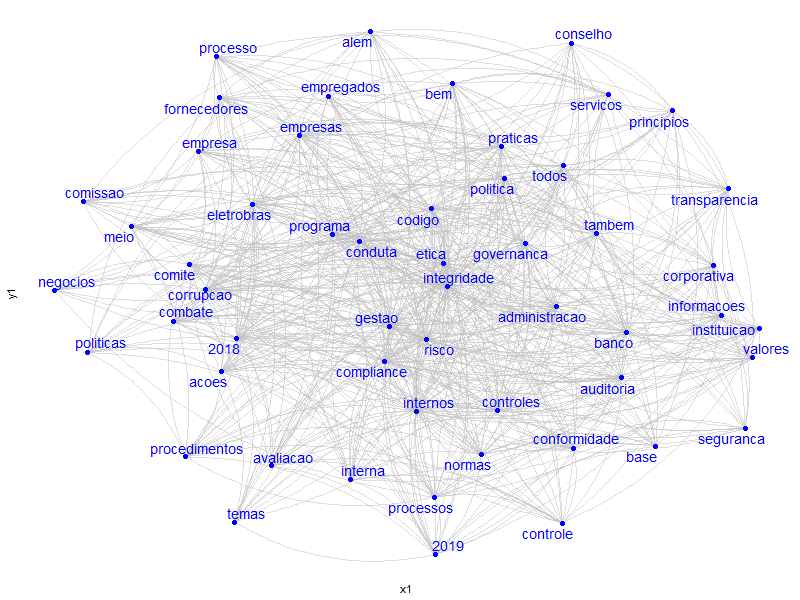 conselho
alem
processo
empregados
bem
servicos
fornecedores
principios
empresas
praticas
empresa
todos
politica
comissao
transparencia
eletrobras
codigo
programa
tambem
meio
conduta
etica
governanca
comite
integridade
corporativa
negocios
corrupcao
y1
informacoes
combate
gestao
administracao
instituicao
politicas
2018
risco
banco
valores
compliance
acoes
auditoria
internos
controles
conformidade
seguranca
procedimentos
avaliacao
interna
normas
base
processos
temas
controle
2019
x1